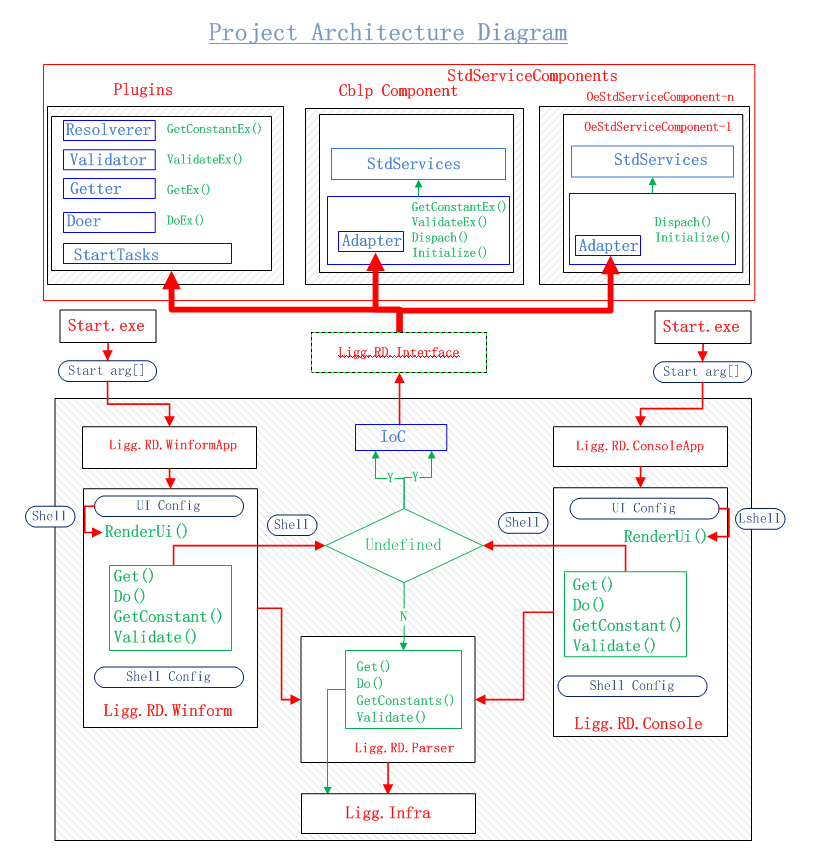 Project Architecture Diagram
StdServiceComponents
Plugins
Cblp Component
OeStdServiceComponent-n
OeStdServiceComponent-1
Resolverer
GetConstantEx()
Validator
ValidateEx()
Getter
GetEx()
Doer
DoEx()
StartTasks
StdServices
GetConstantEx()
ValidateEx()
Dispach()
Initialize()
Adapter
StdServices
Dispach()
Initialize()
Adapter
Start.exe
Start arg[]
Ligg.RD.Interface
Start.exe
Start arg[]
Ligg.RD.WinformApp
IoC
Ligg.RD.ConsoleApp
Y
Y
UI Config
Shell
RenderUi()
Get()
Do()
GetConstant()
Validate()
Shell Config
Ligg.RD.Winform
Shell
Undefined
Shell
N
UI Config
Lshell
RenderUi()
Get()
Do()
GetConstant()
Validate()
Shell Config
Ligg.RD.Console
Get()
Do()
GetConstants()
Validate()
Ligg.RD.Parser
Ligg.Infra